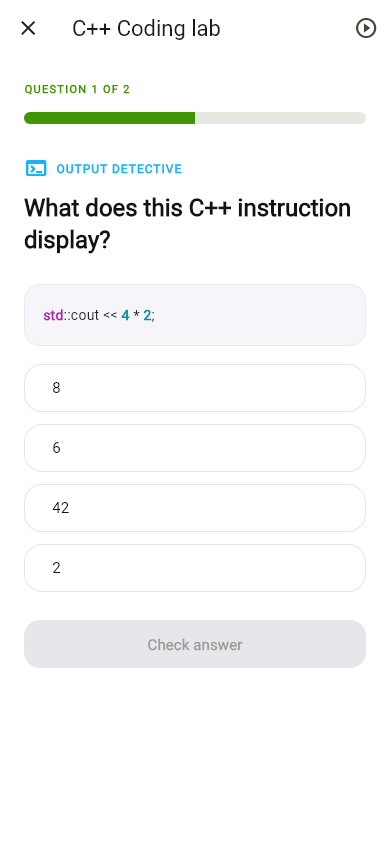 C++ Coding lab
QUESTION 1 OF 2
OUTPUT DETECTIVE
What does this C++ instruction
display?
std::cout << 4 * 2;
8
6
42
2
Check answer